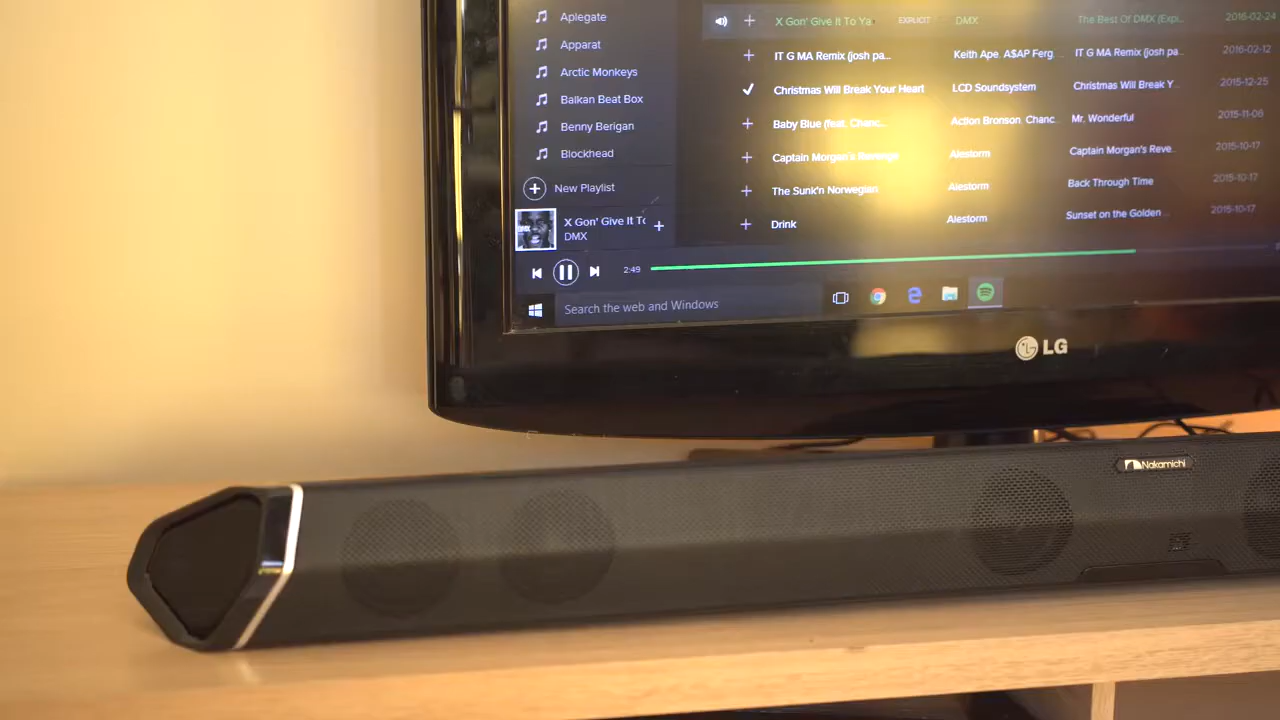 Aplegate
Apparat
Arctic Monkeys
Balkan Beat Box
Benny Berigan
Blockhead
New Playlist
X Gon' Give It To
DMX
X Gon' Give It To Ya EXPLICIT DMX The Best Of DMX (Expl... 2016-02-24
IT G MA Remix (josh pa... Keith Ape, A$AP Ferg... IT G MA Remix (josh pa... 2016-02-12
Christmas Will Break Your Heart LCD Soundsystem Christmas Will Break Y... 2015-12-25
Baby Blue (feat. Chanc... Action Bronson, Chanc... Mr. Wonderful 2015-11-06
Captain Morgan's Revenge Alestorm Captain Morgan's Reve... 2015-10-17
The Sunk'n Norwegian Alestorm Back Through Time 2015-10-17
Drink Alestorm Sunset on the Golden ... 2015-10-17
2:49
Search the web and Windows
LG
Nakamichi